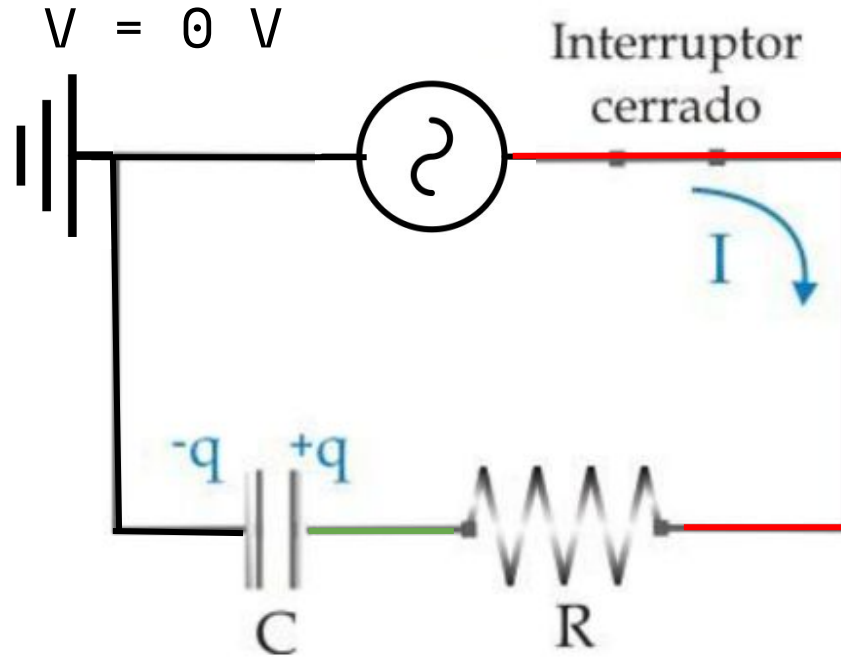 V = 0 V
Interruptor
cerrado
I
-q +q
C
R